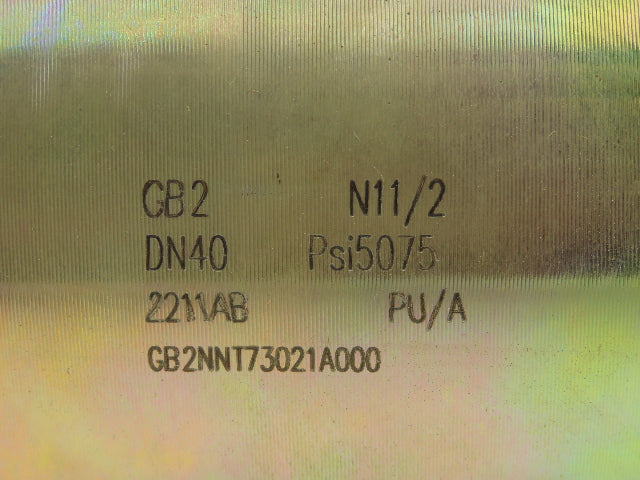 GB2 N11/2
DN40 Psi5075
2211AB PU/A
GB2NNT73021A000